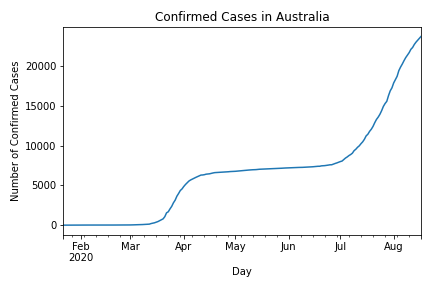 Confirmed Cases in Australia
Number of Confirmed Cases
20000
15000
10000
5000
0
Feb Mar Apr May Jun Jul Aug
2020
Day